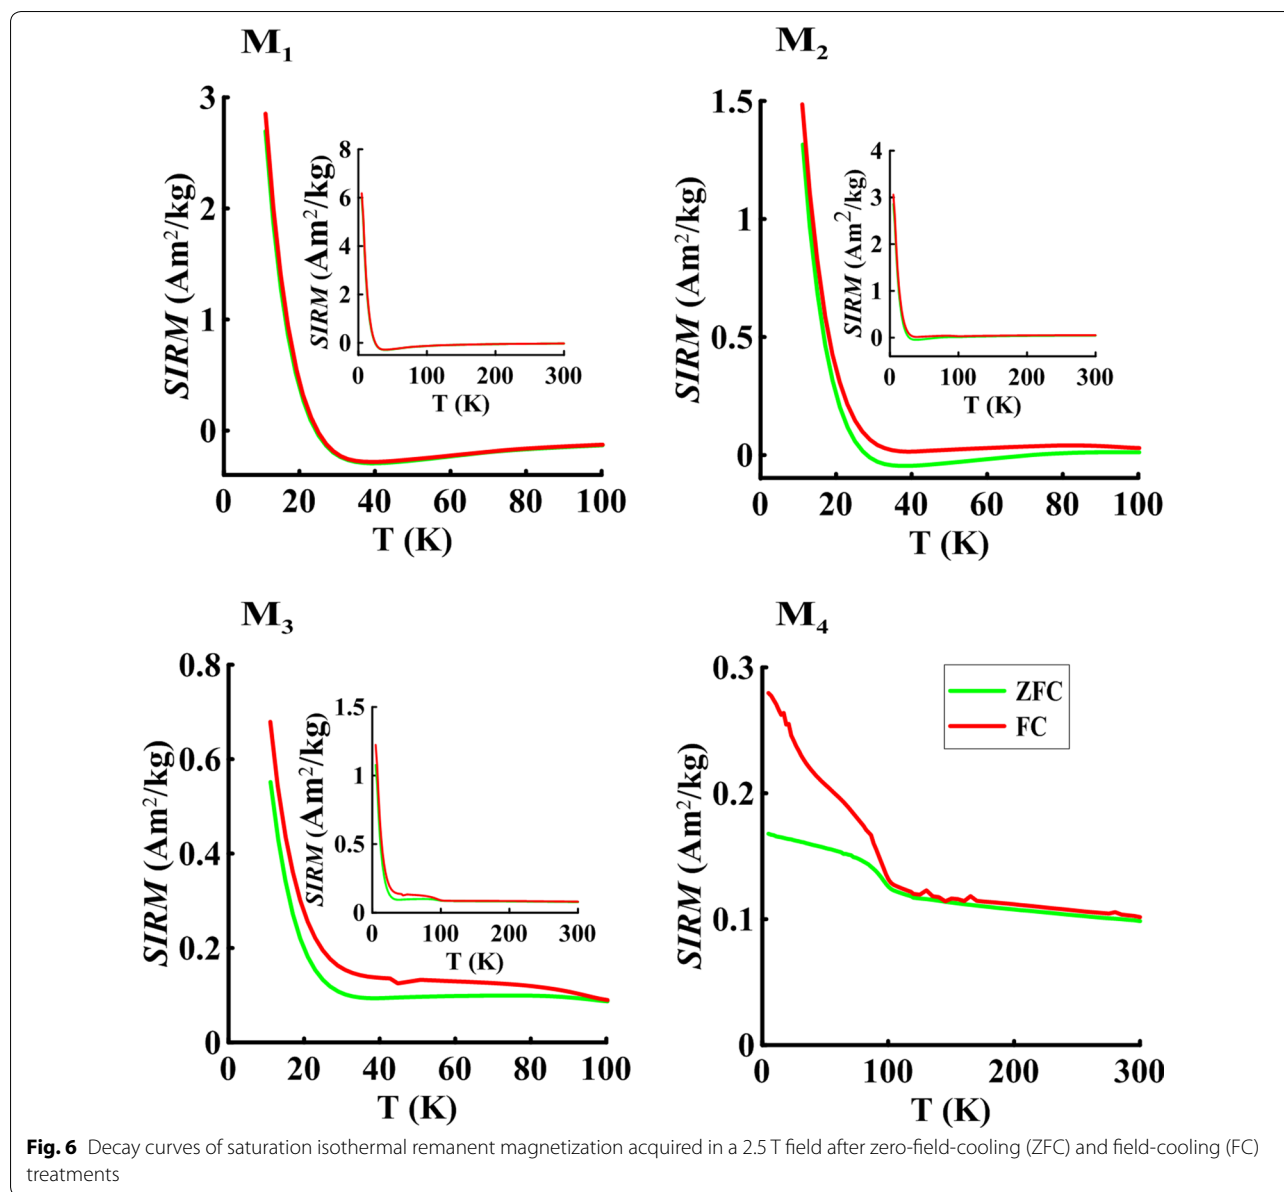 M1
SIRM (Am²/kg)
3
2
1
0
0 20 40 60 80 100
T (K)
SIRM (Am²/kg)
8
6
4
2
0
0 100 200 300
T (K)
M2
SIRM (Am²/kg)
1.5
1
0.5
0
0 20 40 60 80 100
T (K)
SIRM (Am²/kg)
4
3
2
1
0
0 100 200 300
T (K)
M3
SIRM (Am²/kg)
0.8
0.6
0.4
0.2
0
0 20 40 60 80 100
T (K)
SIRM (Am²/kg)
1.5
1
0.5
0
0 100 200 300
T (K)
M4
SIRM (Am²/kg)
0.3
0.2
0.1
0
0 100 200 300
T (K)
ZFC
FC
Fig. 6 Decay curves of saturation isothermal remanent magnetization acquired in a 2.5 T field after zero-field-cooling (ZFC) and field-cooling (FC)
treatments